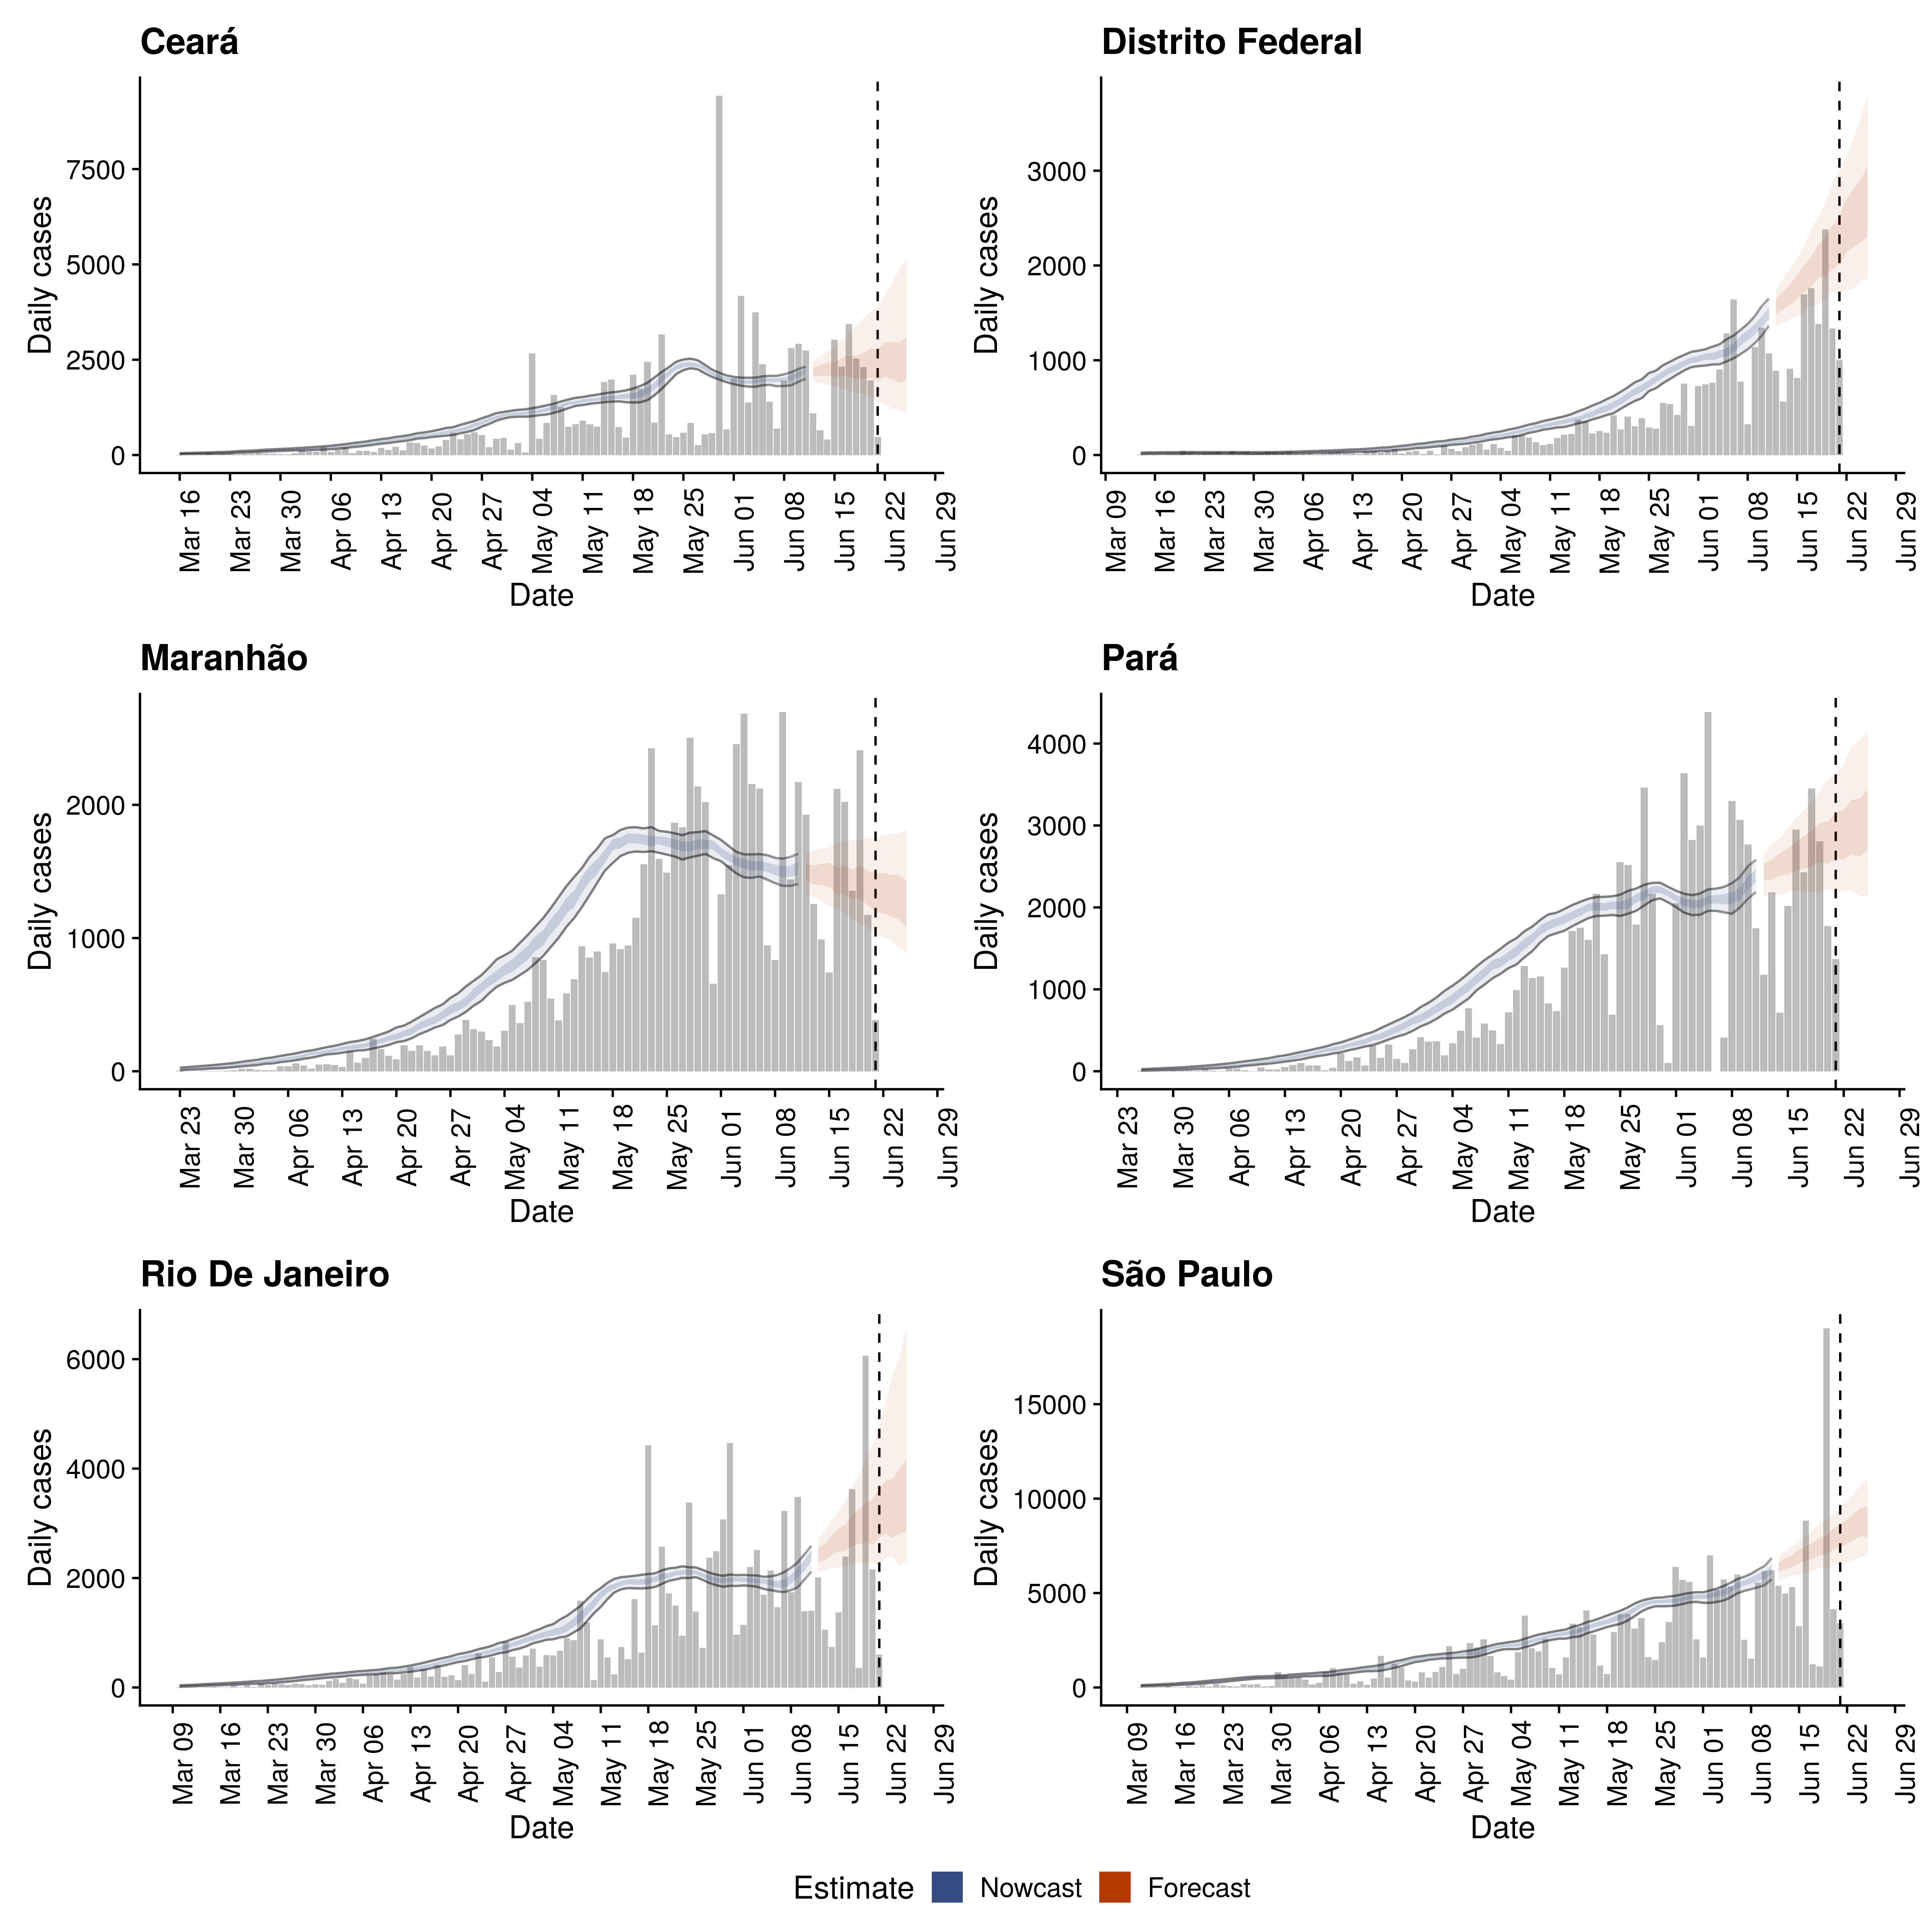 Ceará
Daily cases
7500
5000
2500
0
Mar 16
Mar 23
Mar 30
Apr 06
Apr 13
Apr 20
Apr 27
May 04
May 11
May 18
May 25
Jun 01
Jun 08
Jun 15
Jun 22
Jun 29
Date
Distrito Federal
Daily cases
3000
2000
1000
0
Mar 09
Mar 16
Mar 23
Mar 30
Apr 06
Apr 13
Apr 20
Apr 27
May 04
May 11
May 18
May 25
Jun 01
Jun 08
Jun 15
Jun 22
Jun 29
Date
Maranhão
Daily cases
2000
1000
0
Mar 23
Mar 30
Apr 06
Apr 13
Apr 20
Apr 27
May 04
May 11
May 18
May 25
Jun 01
Jun 08
Jun 15
Jun 22
Jun 29
Date
Pará
Daily cases
4000
3000
2000
1000
0
Mar 23
Mar 30
Apr 06
Apr 13
Apr 20
Apr 27
May 04
May 11
May 18
May 25
Jun 01
Jun 08
Jun 15
Jun 22
Jun 29
Date
Rio De Janeiro
Daily cases
6000
4000
2000
0
Mar 09
Mar 16
Mar 23
Mar 30
Apr 06
Apr 13
Apr 20
Apr 27
May 04
May 11
May 18
May 25
Jun 01
Jun 08
Jun 15
Jun 22
Jun 29
Date
São Paulo
Daily cases
15000
10000
5000
0
Mar 09
Mar 16
Mar 23
Mar 30
Apr 06
Apr 13
Apr 20
Apr 27
May 04
May 11
May 18
May 25
Jun 01
Jun 08
Jun 15
Jun 22
Jun 29
Date
Estimate Nowcast Forecast